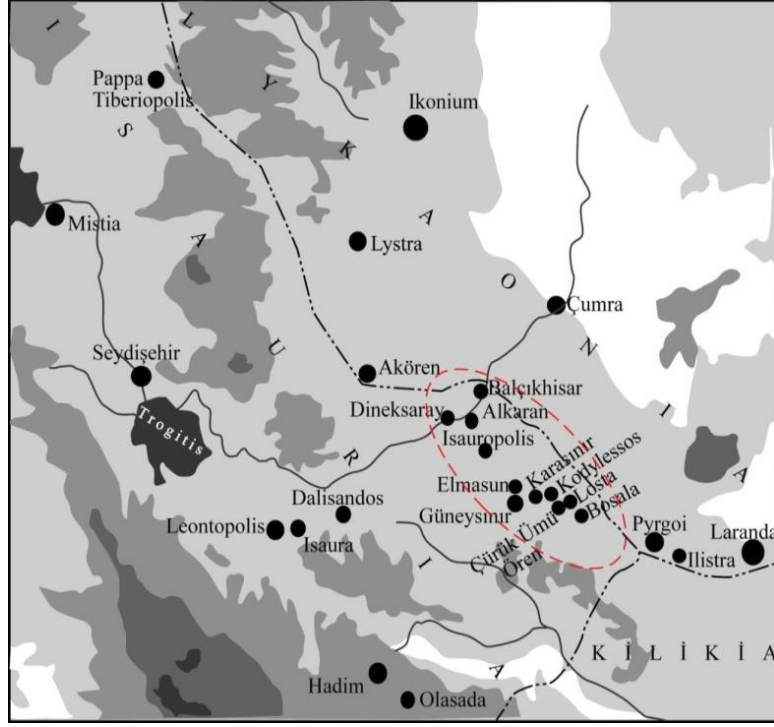 Pappa
Tiberiopolis
Ikonium
Mistia
Lystra
Çumra
Seydişehir
Akören
Balçıkhisar
Dineksaray
Alkaran
Trogitis
Isauropolis
Elmasun
Karasınır
Kodylessos
Losta
Bosala
Güneysınır
Dalisandos
Leontopolis
Isaura
Çürük Ümü
Ören
Pyrgoi
Laranda
Ilistra
Hadim
Olasada
I S A U R I A
L Y K A O N I A
K İ L İ K İ A